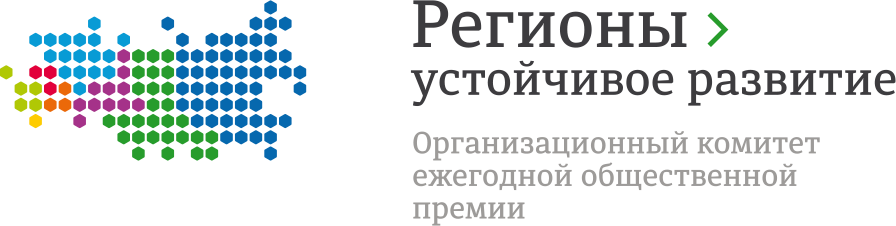 Регионы >
устойчивое развитие
Организационный комитет
ежегодной общественной
премии